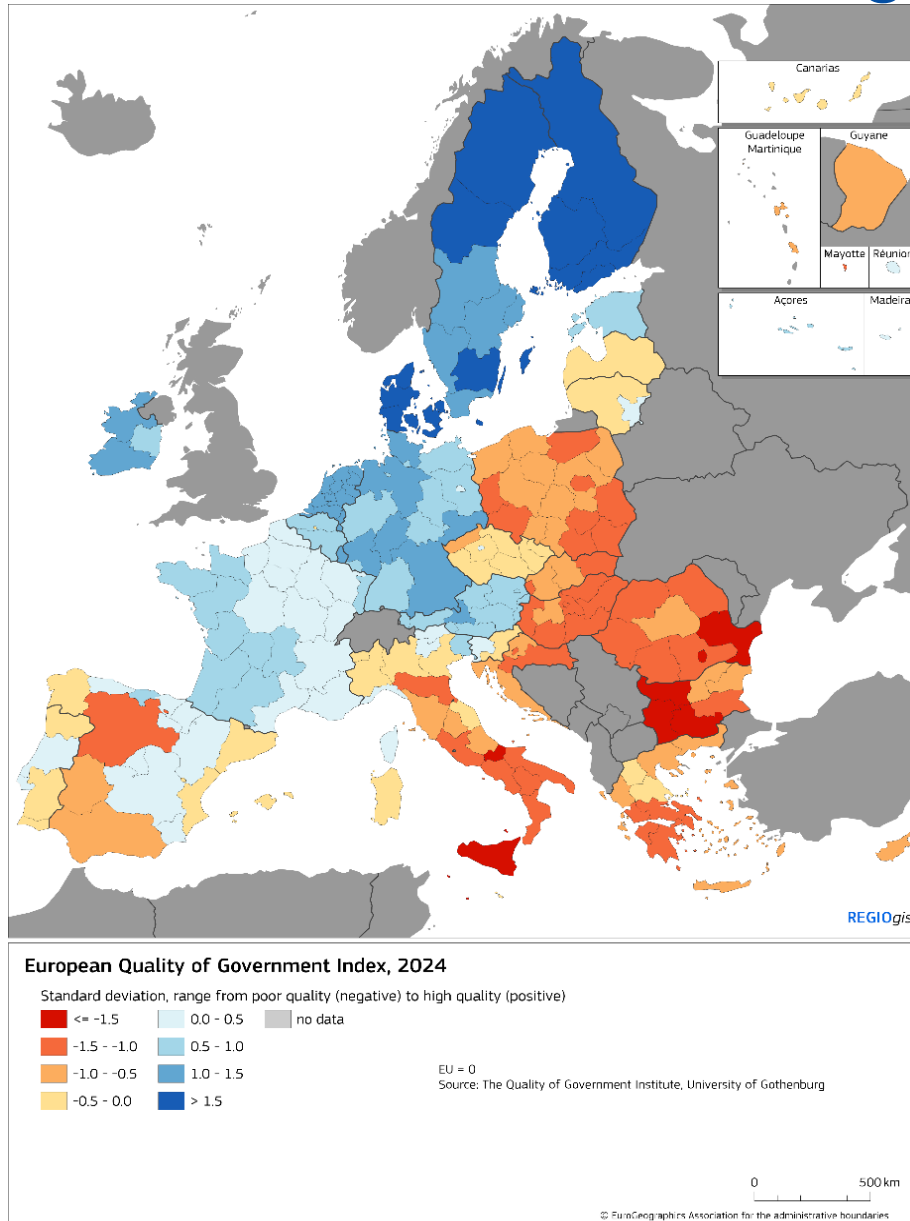 Canarias
Guadeloupe
Martinique
Guyane
Mayotte
Réunion
Açores
Madeira
REGIOgis
European Quality of Government Index, 2024
Standard deviation, range from poor quality (negative) to high quality (positive)
<= -1.5
-1.5 - -1.0
-1.0 - -0.5
-0.5 - 0.0
0.0 - 0.5
0.5 - 1.0
1.0 - 1.5
> 1.5
no data
EU = 0
Source: The Quality of Government Institute, University of Gothenburg
0 500 km
© EuroGeographics Association for the administrative boundaries